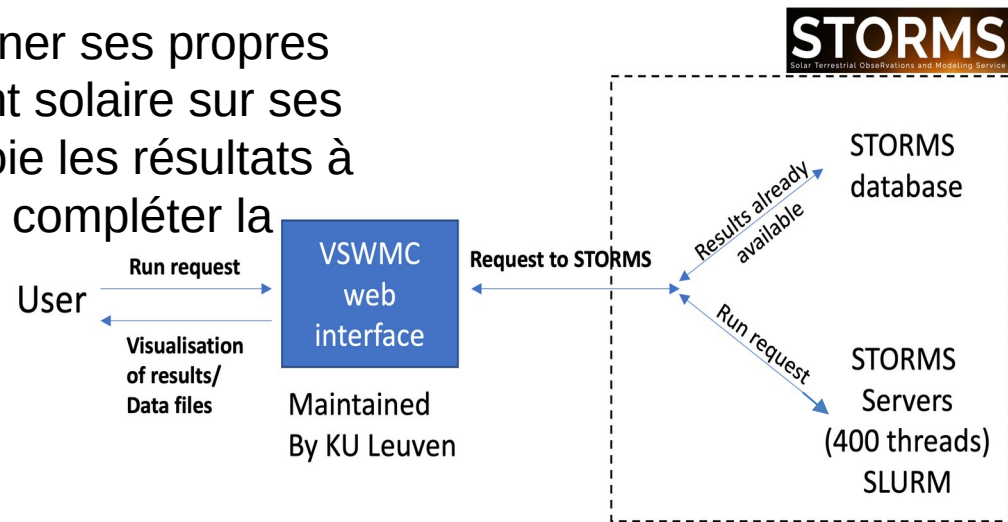 ner ses propres
nt solaire sur ses
oie les résultats à
compléter la
STORMS
Solar Terrestrial ObseRvations and Modeling Service
User
Run request
Visualisation
of results/
Data files
VSWMC
web
interface
Maintained
By KU Leuven
Request to STORMS
Results already
available
STORMS
database
Run request
STORMS
Servers
(400 threads)
SLURM